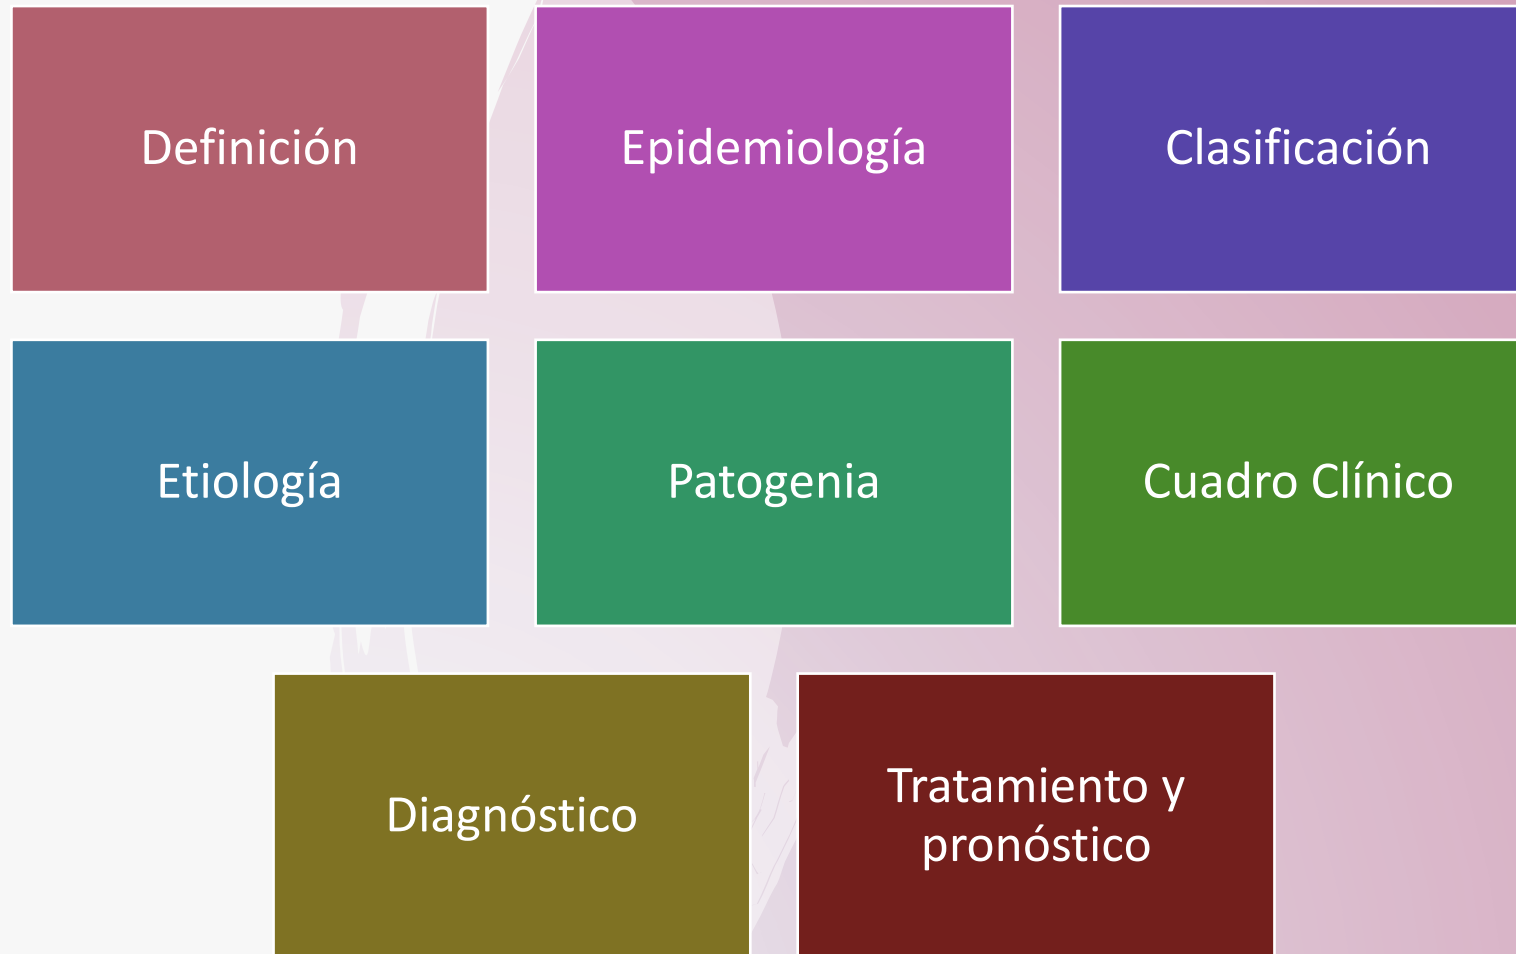 Definición
Epidemiología
Clasificación
Etiología
Patogenia
Cuadro Clínico
Diagnóstico
Tratamiento y
pronóstico